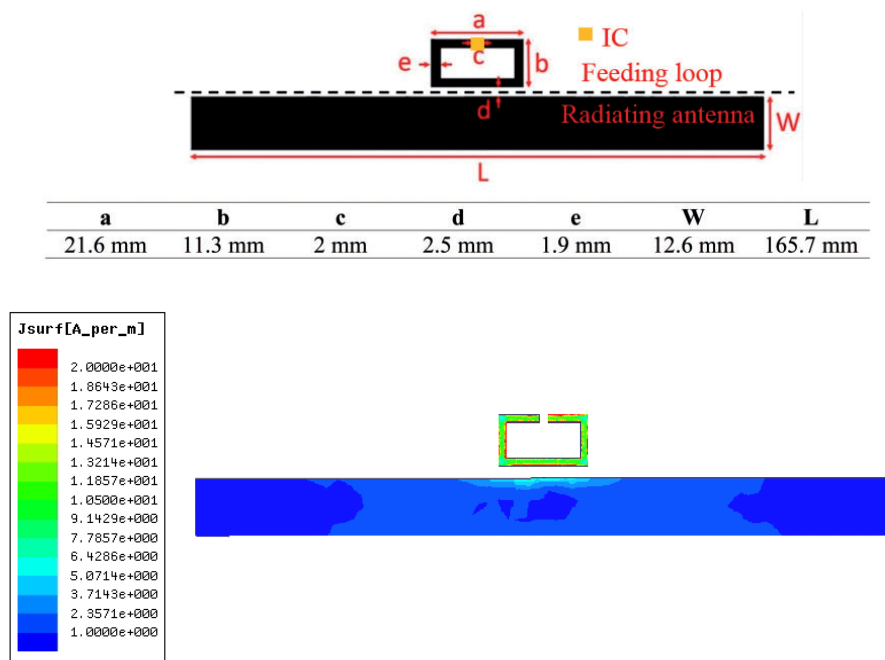 a
IC
e
c
b
Feeding loop
d
Radiating antenna
W
L
a b c d e W L
21.6 mm 11.3 mm 2 mm 2.5 mm 1.9 mm 12.6 mm 165.7 mm
Jsurf[A_per_m]
2.0000e+001
1.8643e+001
1.7286e+001
1.5929e+001
1.4571e+001
1.3214e+001
1.1857e+001
1.0500e+001
9.1429e+000
7.7857e+000
6.4286e+000
5.0714e+000
3.7143e+000
2.3571e+000
1.0000e+000